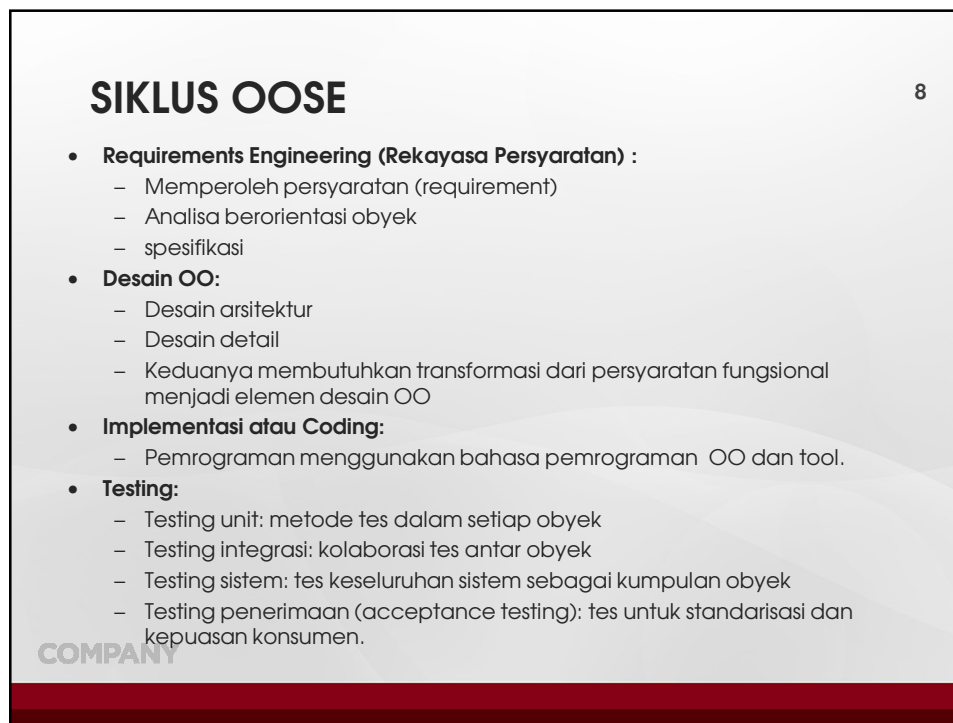 SIKLUS OOSE
8
• Requirements Engineering (Rekayasa Persyaratan) :
– Memperoleh persyaratan (requirement)
– Analisa berorientasi obyek
– spesifikasi
• Desain OO:
– Desain arsitektur
– Desain detail
– Keduanya membutuhkan transformasi dari persyaratan fungsional
menjadi elemen desain OO
• Implementasi atau Coding:
– Pemrograman menggunakan bahasa pemrograman OO dan tool.
• Testing:
– Testing unit: metode tes dalam setiap obyek
– Testing integrasi: kolaborasi tes antar obyek
– Testing sistem: tes keseluruhan sistem sebagai kumpulan obyek
– Testing penerimaan (acceptance testing): tes untuk standarisasi dan
kepuasan konsumen.
COMPANY